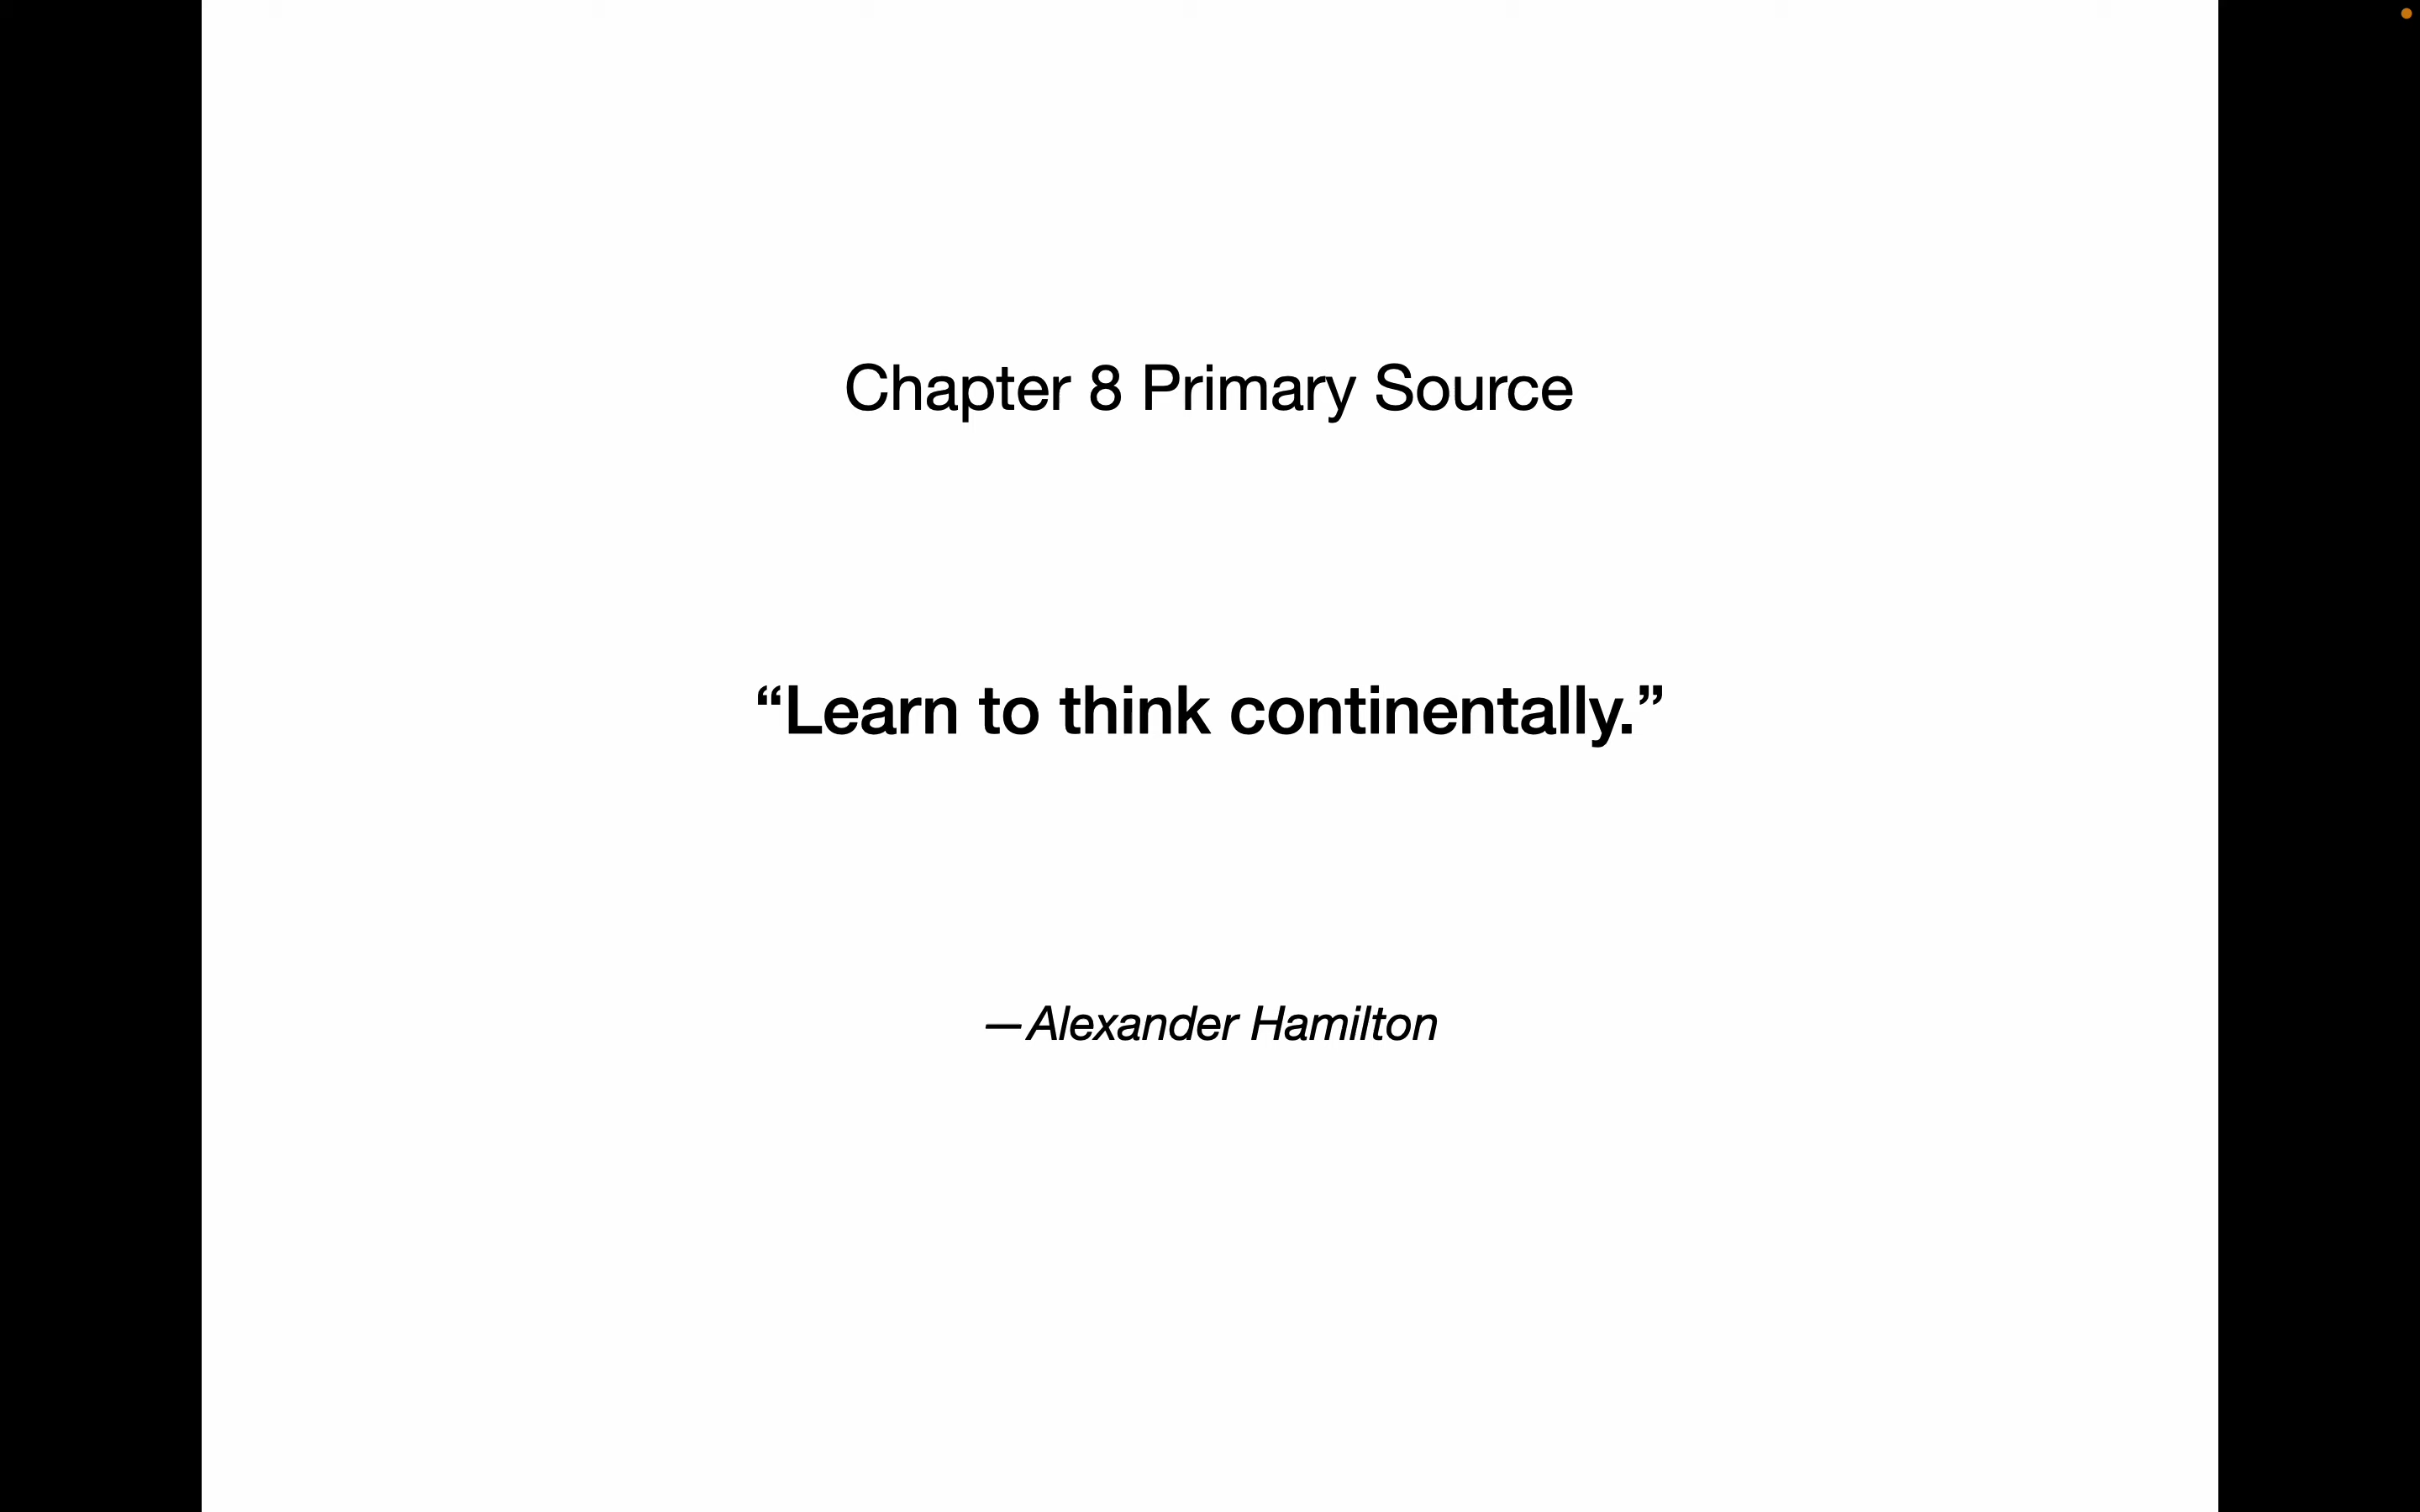 Chapter 8 Primary Source
“Learn to think continentally.”
—Alexander Hamilton